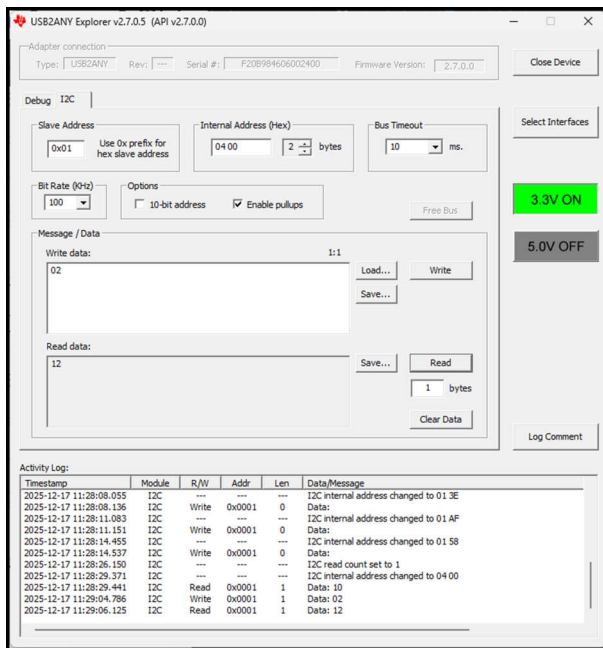 USB2ANY Explorer v2.7.0.5 (API v2.7.0.0)
Adapter connection
Type: USB2ANY Rev: --- Serial #: F20B984606002400 Firmware Version: 2.7.0.0
Close Device
Debug I2C
Select Interfaces
Slave Address
0x01 Use 0x prefix for
hex slave address
Internal Address (Hex)
04 00 2 bytes
Bus Timeout
10 ms.
Bit Rate (KHz)
100
Options
10-bit address Enable pullups
Free Bus
3.3V ON
5.0V OFF
Message / Data
Write data: 1:1
02
Load... Write
Save...
Read data:
12
Save... Read
1 bytes
Clear Data
Log Comment
Activity Log:
Timestamp Module R/W Addr Len Data/Message
2025-12-17 11:28:08.055 I2C --- --- --- I2C internal address changed to 01 3E
2025-12-17 11:28:08.136 I2C Write 0x0001 0 Data:
2025-12-17 11:28:11.083 I2C --- --- --- I2C internal address changed to 01 AF
2025-12-17 11:28:11.151 I2C Write 0x0001 0 Data:
2025-12-17 11:28:14.455 I2C --- --- --- I2C internal address changed to 01 58
2025-12-17 11:28:14.537 I2C Write 0x0001 0 Data:
2025-12-17 11:28:26.150 I2C --- --- --- I2C read count set to 1
2025-12-17 11:28:29.371 I2C --- --- --- I2C internal address changed to 04 00
2025-12-17 11:28:29.441 I2C Read 0x0001 1 Data: 10
2025-12-17 11:29:04.786 I2C Write 0x0001 1 Data: 02
2025-12-17 11:29:06.125 I2C Read 0x0001 1 Data: 12